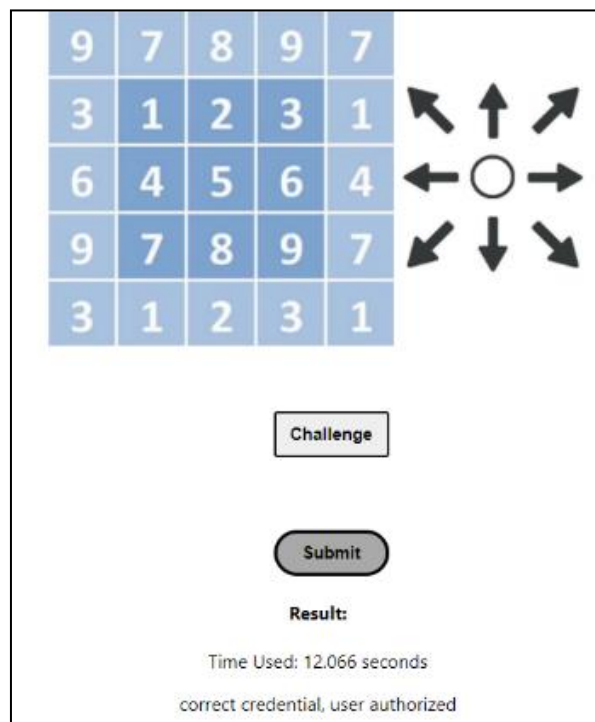 9 7 8 9 7
3 1 2 3 1
6 4 5 6 4
9 7 8 9 7
3 1 2 3 1
Challenge
Submit
Result:
Time Used: 12.066 seconds
correct credential, user authorized